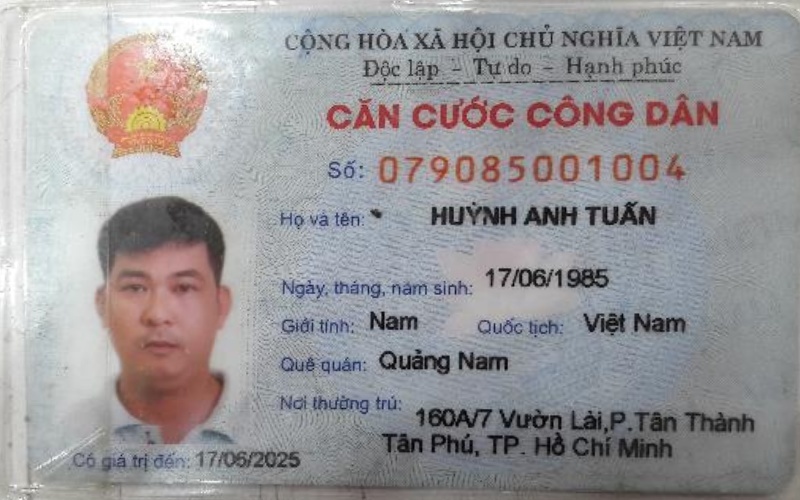 CỘNG HÒA XÃ HỘI CHỦ NGHĨA VIỆT NAM
Độc lập - Tự do - Hạnh phúc
CĂN CƯỚC CÔNG DÂN
Số: 079085001004
Họ và tên: HUỲNH ANH TUẤN
Ngày, tháng, năm sinh: 17/06/1985
Giới tính: Nam Quốc tịch: Việt Nam
Quê quán: Quảng Nam
Nơi thường trú: 160A/7 Vườn Lài,P.Tân Thành
Tân Phú, TP. Hồ Chí Minh
Có giá trị đến: 17/06/2025